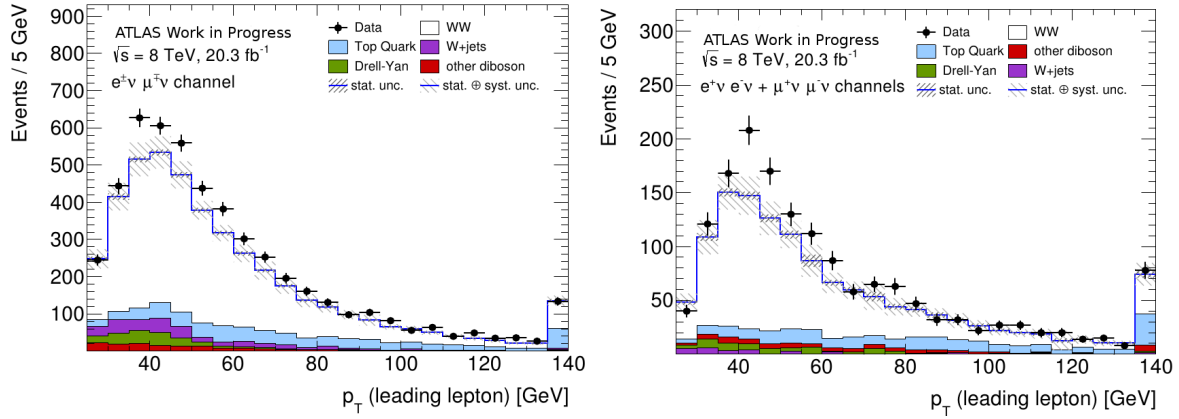 Events / 5 GeV
900
800
700
600
500
400
300
200
100
ATLAS Work in Progress
√s = 8 TeV, 20.3 fb⁻¹
e±ν μ∓ν channel
Data
WW
Top Quark
W+jets
Drell-Yan
other diboson
stat. unc.
stat. ⊕ syst. unc.
40 60 80 100 120 140
p_T (leading lepton) [GeV]
Events / 5 GeV
300
250
200
150
100
50
ATLAS Work in Progress
√s = 8 TeV, 20.3 fb⁻¹
e⁺ν e⁻ν + μ⁺ν μ⁻ν channels
Data
WW
Top Quark
other diboson
Drell-Yan
W+jets
stat. unc.
stat. ⊕ syst. unc.
40 60 80 100 120 140
p_T (leading lepton) [GeV]